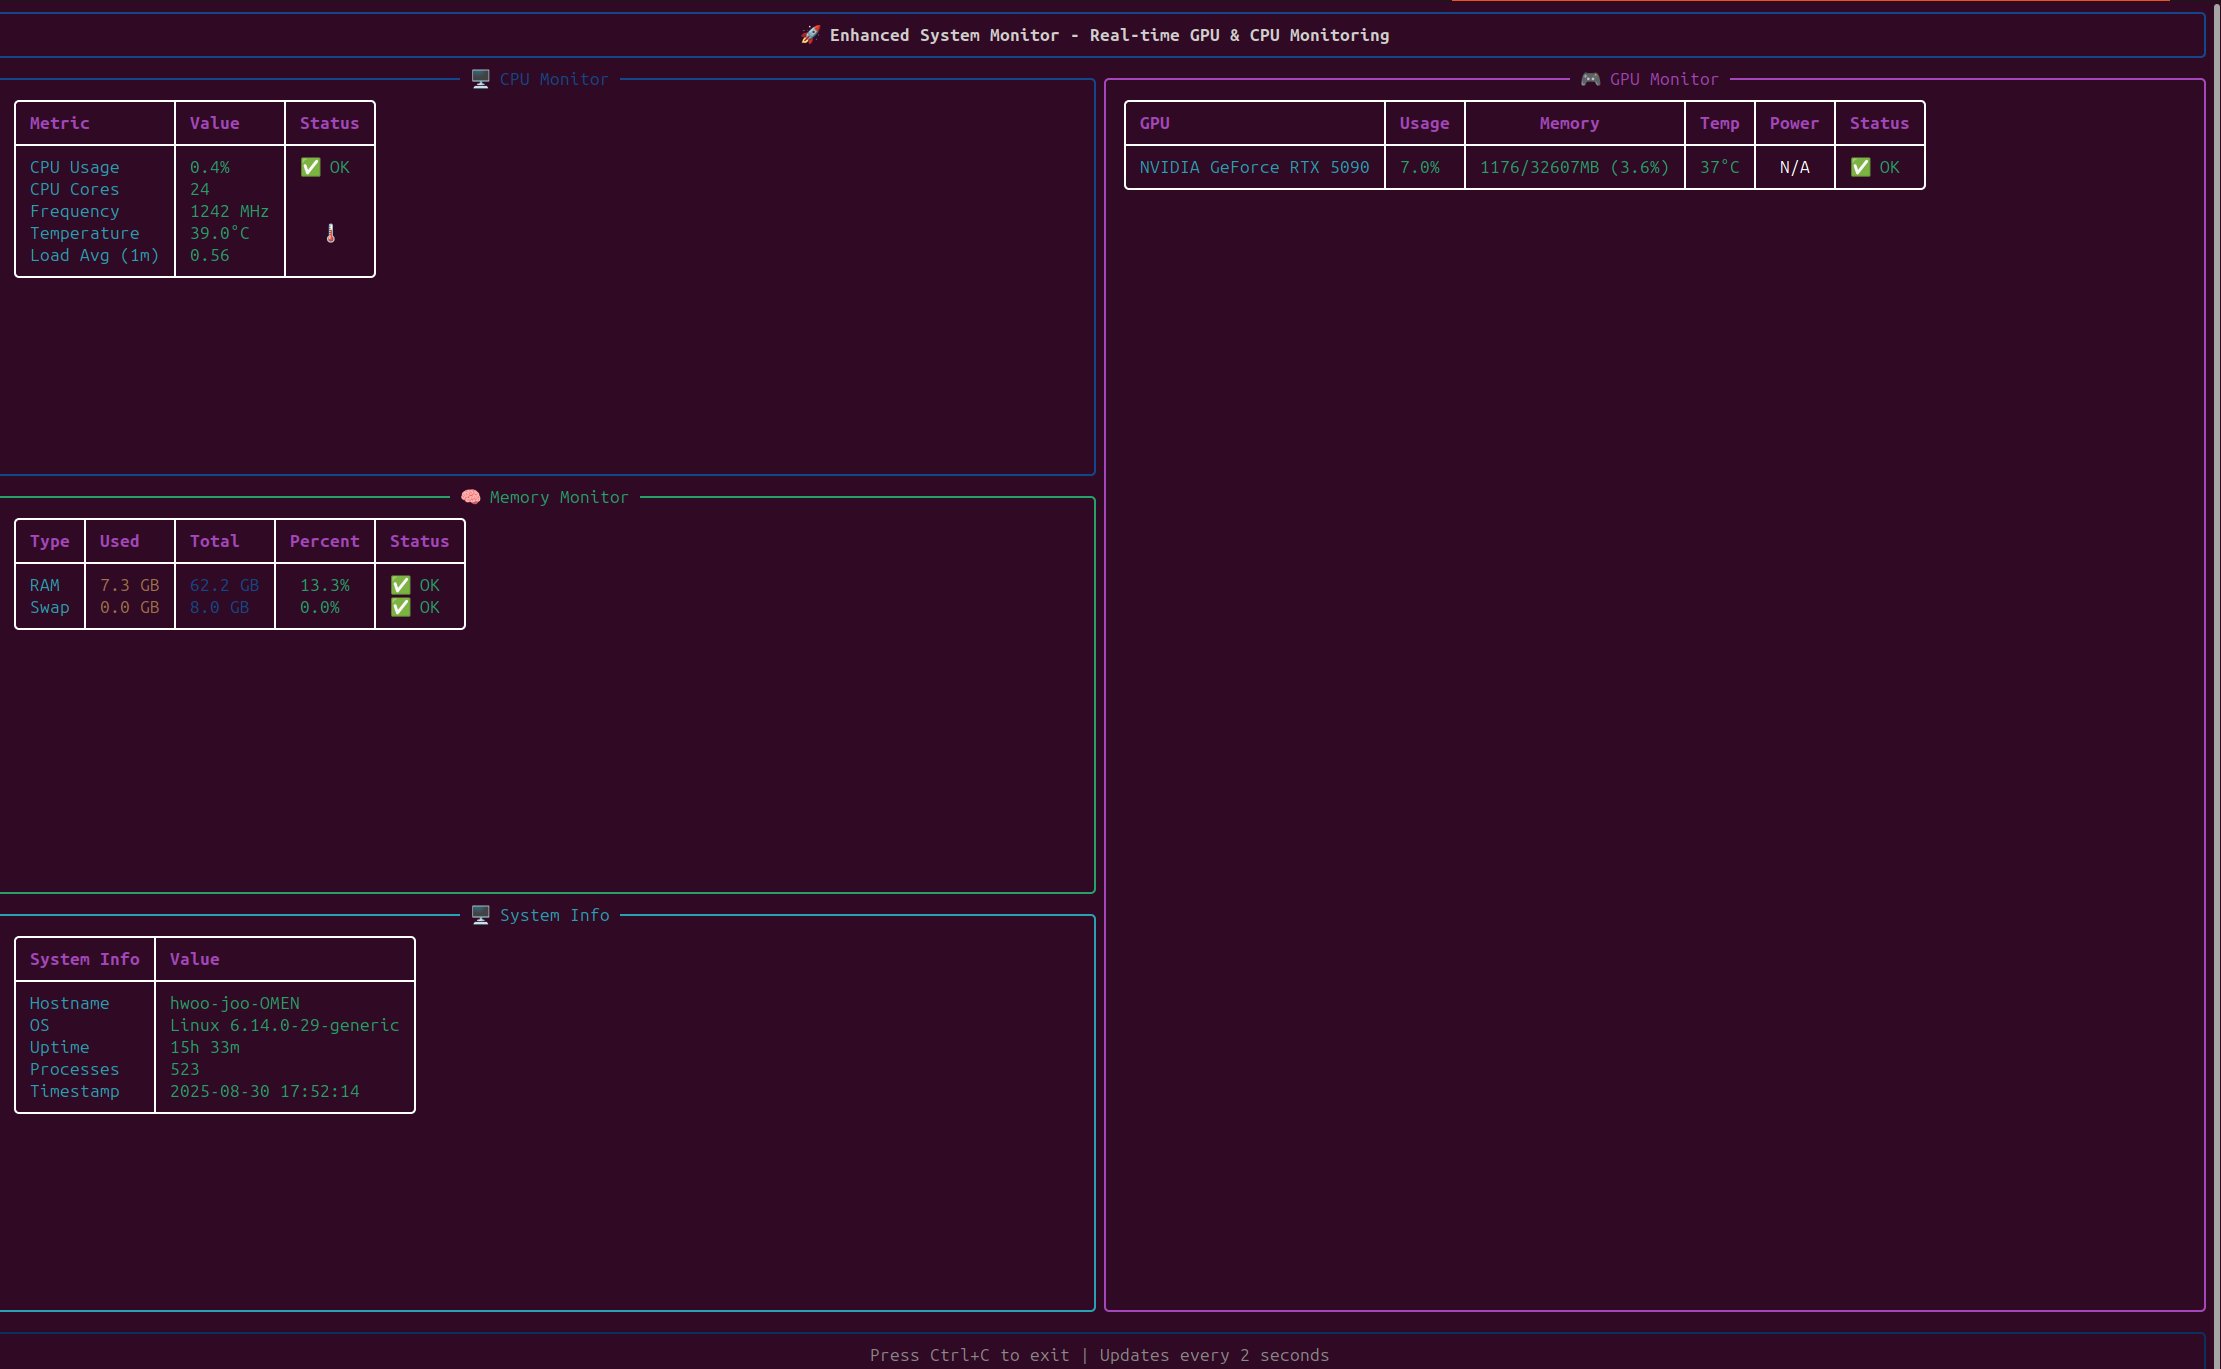 🚀 Enhanced System Monitor - Real-time GPU & CPU Monitoring
🖥️ CPU Monitor
Metric Value Status
CPU Usage 0.4% ✅ OK
CPU Cores 24
Frequency 1242 MHz
Temperature 39.0°C 🌡️
Load Avg (1m) 0.56
🧠 Memory Monitor
Type Used Total Percent Status
RAM 7.3 GB 62.2 GB 13.3% ✅ OK
Swap 0.0 GB 8.0 GB 0.0% ✅ OK
🖥️ System Info
System Info Value
Hostname hwoo-joo-OMEN
OS Linux 6.14.0-29-generic
Uptime 15h 33m
Processes 523
Timestamp 2025-08-30 17:52:14
🎮 GPU Monitor
GPU Usage Memory Temp Power Status
NVIDIA GeForce RTX 5090 7.0% 1176/32607MB (3.6%) 37°C N/A ✅ OK
Press Ctrl+C to exit | Updates every 2 seconds